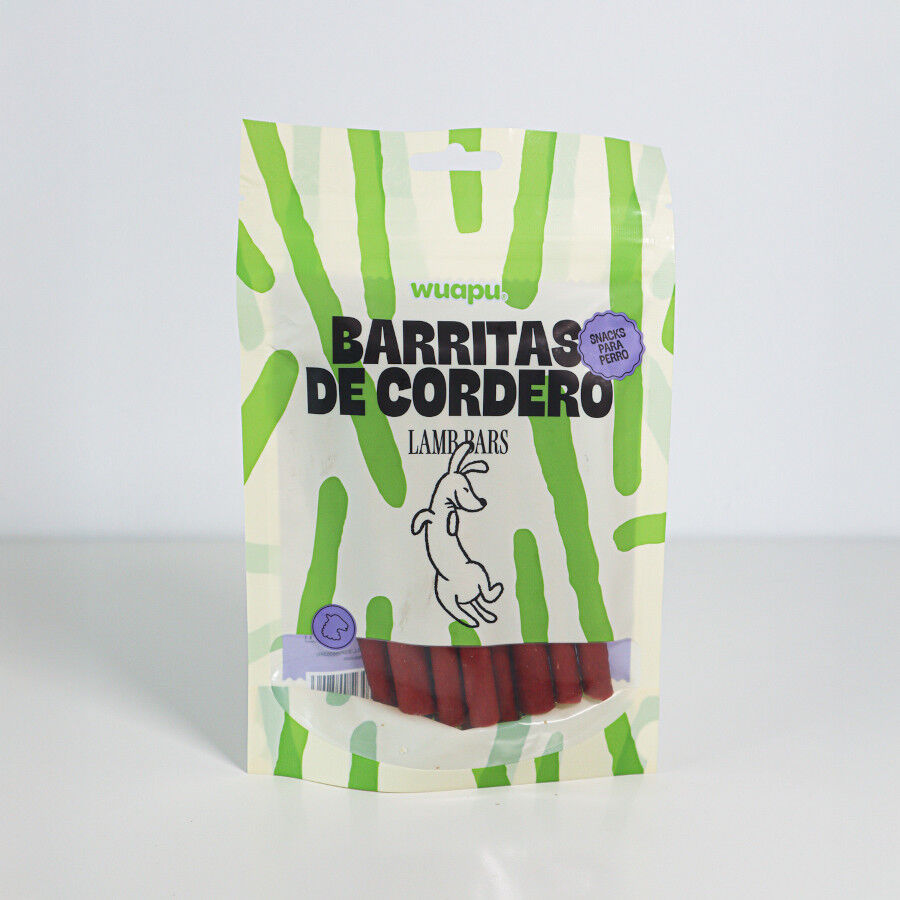 wuapu®
BARRITAS
DE CORDERO
SNACKS
PARA
PERRO
LAMB BARS